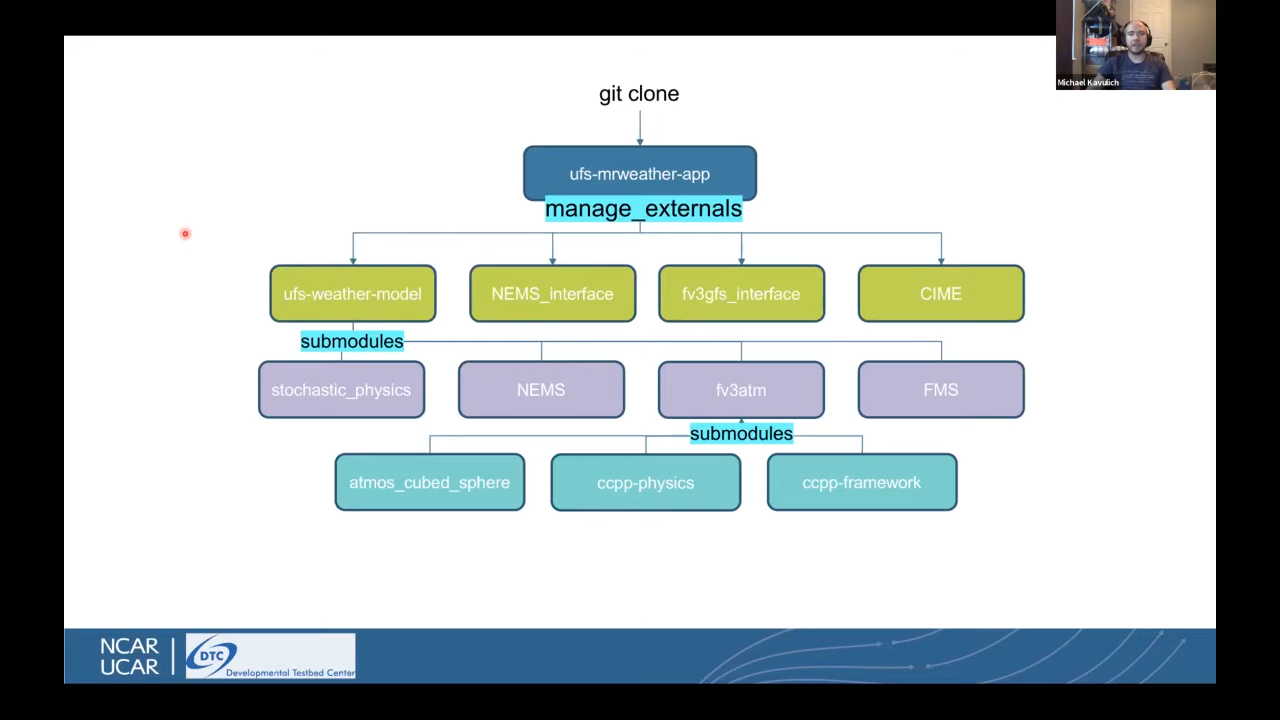 Michael Kavulich
git clone
ufs-mrweather-app
manage_externals
ufs-weather-model
NEMS_interface
fv3gfs_interface
CIME
submodules
stochastic_physics
NEMS
fv3atm
FMS
submodules
atmos_cubed_sphere
ccpp-physics
ccpp-framework
NCAR
UCAR
DTC
Developmental Testbed Center